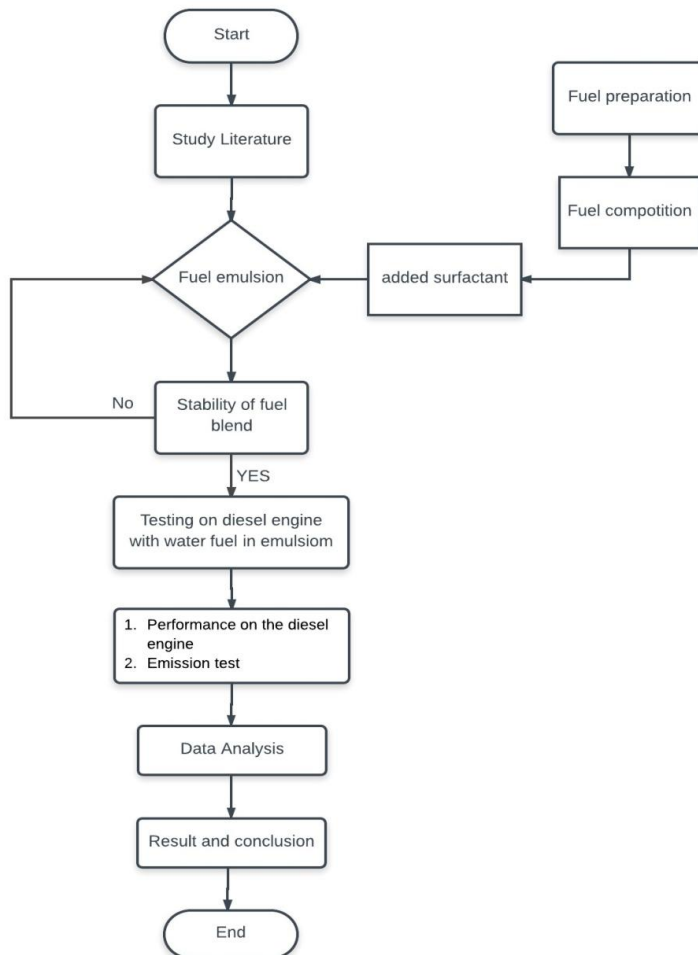 Start
Study Literature
Fuel preparation
Fuel compotition
added surfactant
Fuel emulsion
No
Stability of fuel
blend
YES
Testing on diesel engine
with water fuel in emulsiom
1. Performance on the diesel
engine
2. Emission test
Data Analysis
Result and conclusion
End